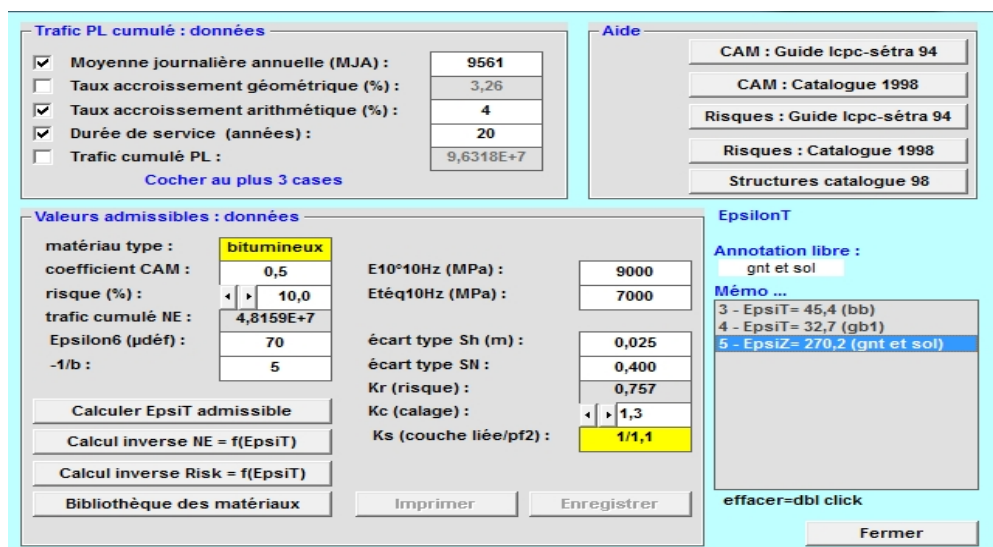 Trafic PL cumulé : données
Moyenne journalière annuelle (MJA) : 9561
Taux accroissement géométrique (%) : 3,26
Taux accroissement arithmétique (%) : 4
Durée de service (années) : 20
Trafic cumulé PL : 9,6318E+7
Cocher au plus 3 cases
Aide
CAM : Guide lcpc-sétra 94
CAM : Catalogue 1998
Risques : Guide lcpc-sétra 94
Risques : Catalogue 1998
Structures catalogue 98
Valeurs admissibles : données
matériau type : bitumineux
coefficient CAM : 0,5
risque (%) : 10,0
trafic cumulé NE : 4,8159E+7
Epsilon6 (µdéf) : 70
-1/b : 5
Calculer EpsiT admissible
Calcul inverse NE = f(EpsiT)
Calcul inverse Risk = f(EpsiT)
Bibliothèque des matériaux
E10°10Hz (MPa) : 9000
Etéq10Hz (MPa) : 7000
écart type Sh (m) : 0,025
écart type SN : 0,400
Kr (risque) : 0,757
Kc (calage) : 1,3
Ks (couche liée/pf2) : 1/1,1
Imprimer
Enregistrer
EpsilonT
Annotation libre :
gnt et sol
Mémo ...
3 - EpsiT= 45,4 (bb)
4 - EpsiT= 32,7 (gb1)
5 - EpsiZ= 270,2 (gnt et sol)
effacer=dbl click
Fermer